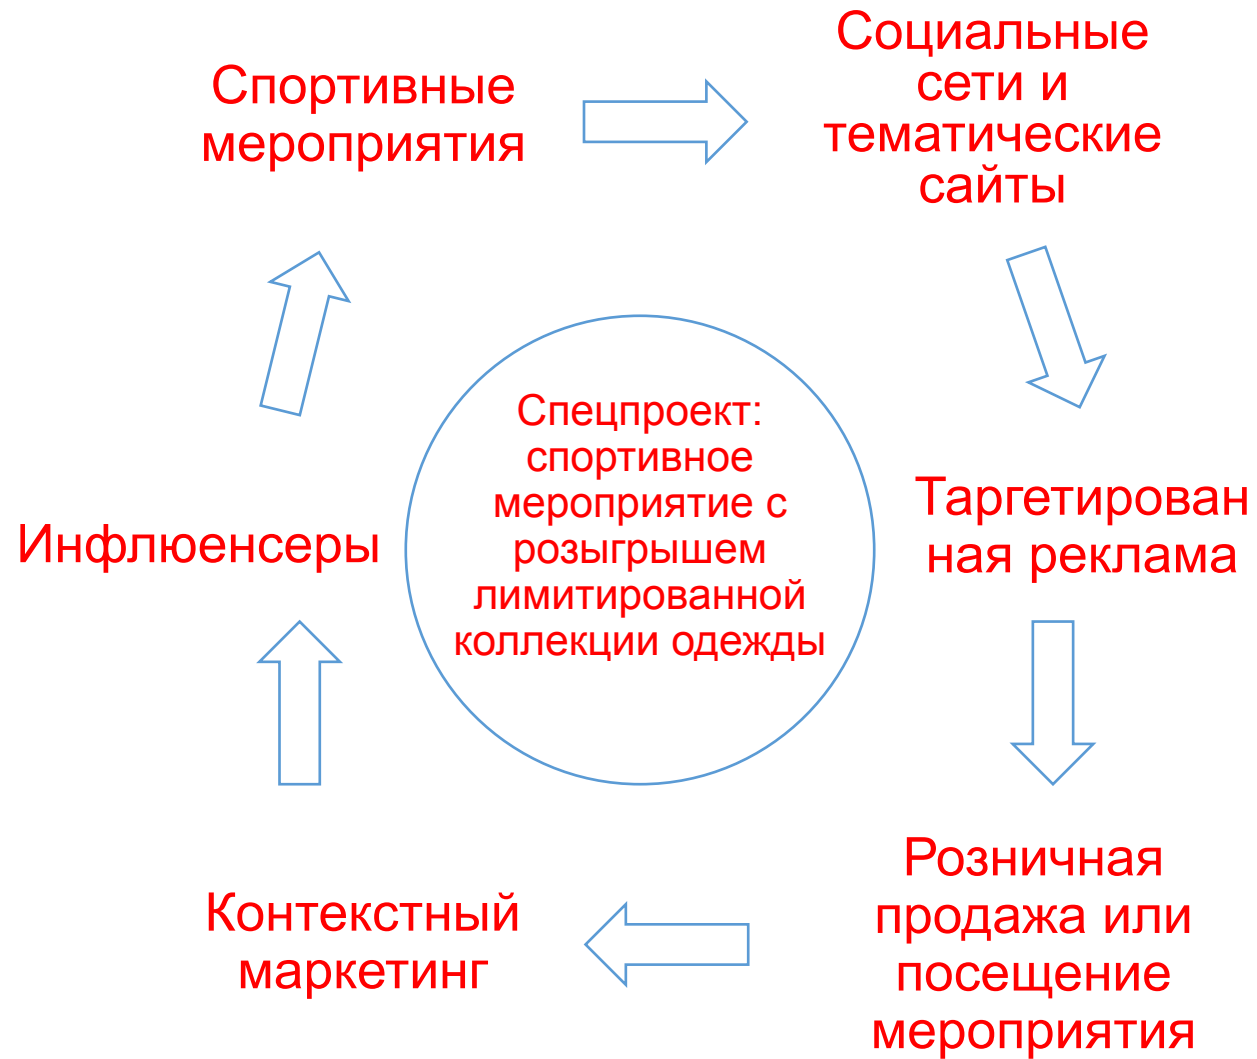 Спортивные
мероприятия
Социальные
сети и
тематические
сайты
Таргетирован
ная реклама
Розничная
продажа или
посещение
мероприятия
Контекстный
маркетинг
Инфлюенсеры
Спецпроект:
спортивное
мероприятие с
розыгрышем
лимитированной
коллекции одежды